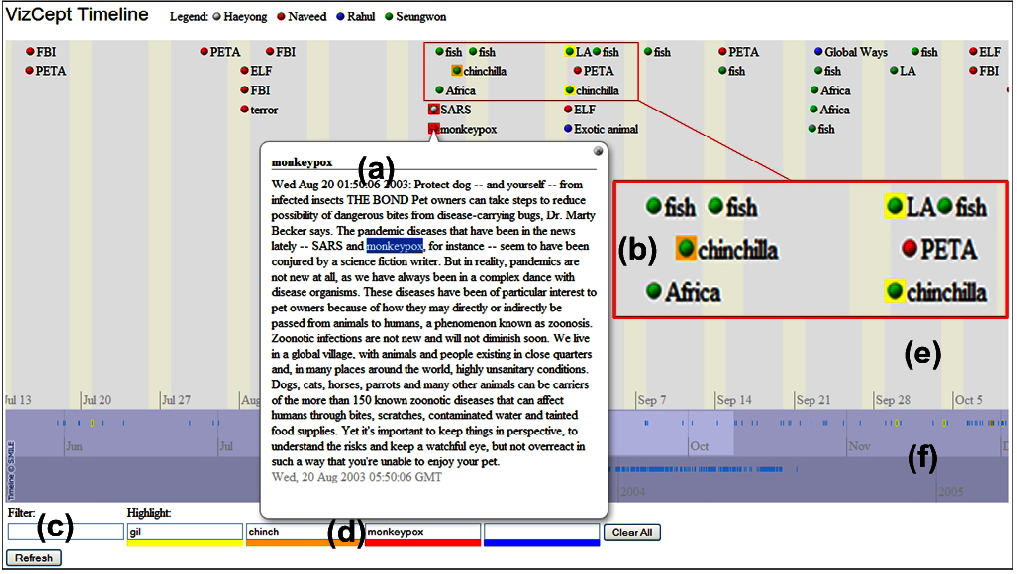 VizCept Timeline Legend: Haeyong Naveed Rahul Seungwon
FBI PETA FBI fish fish LA fish fish PETA Global Ways fish ELF
PETA ELF chinchilla PETA fish fish LA FBI
FBI Africa chinchilla Africa
terror SARS ELF Africa
monkeypox Exotic animal fish
monkeypox
(a)
Wed Aug 20 01:50:06 2003: Protect dog -- and yourself -- from
infected insects THE BOND Pet owners can take steps to reduce
possibility of dangerous bites from disease-carrying bugs, Dr. Marty
Becker says. The pandemic diseases that have been in the news
lately -- SARS and monkeypox, for instance -- seem to have been
conjured by a science fiction writer. But in reality, pandemics are
not new at all, as we have always been in a complex dance with
disease organisms. These diseases have been of particular interest to
pet owners because of how they may directly or indirectly be
passed from animals to humans, a phenomenon known as zoonosis.
Zoonotic infections are not new and will not diminish soon. We live
in a global village, with animals and people existing in close quarters
and, in many places around the world, highly unsanitary conditions.
Dogs, cats, horses, parrots and many other animals can be carriers
of the more than 150 known zoonotic diseases that can affect
humans through bites, scratches, contaminated water and tainted
food supplies. Yet it's important to keep things in perspective, to
understand the risks and keep a watchful eye, but not overreact in
such a way that you're unable to enjoy your pet.
Wed, 20 Aug 2003 05:50:06 GMT
fish fish LA fish
(b) chinchilla PETA
Africa chinchilla
(e)
Jul 13 Jul 20 Jul 27 Aug Sep 7 Sep 14 Sep 21 Sep 28 Oct 5
Jun Jul Oct Nov
(f)
2004 2005
Timeline © SIMILE
Filter: Highlight:
(c) gil chinch (d) monkeypox Clear All
Refresh